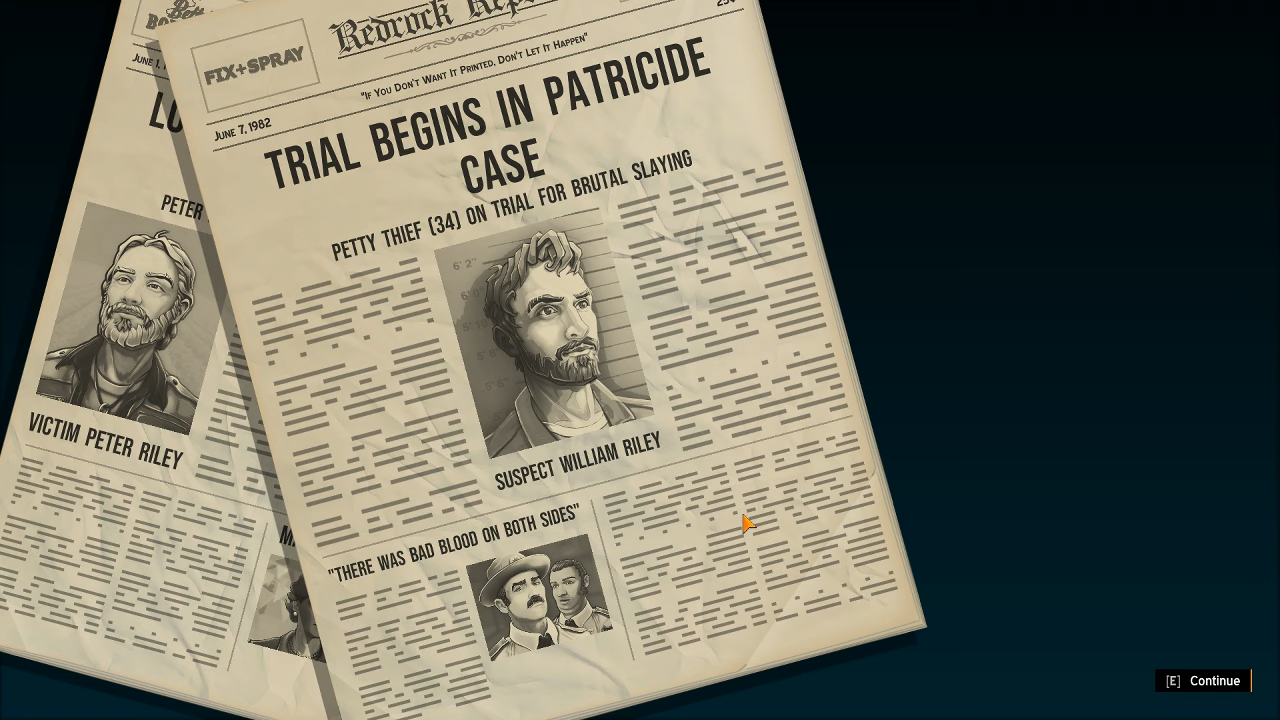 Redrock
25¢
FIX+SPRAY
"If You Don't Want It Printed, Don't Let It Happen"
June 7, 1982
TRIAL BEGINS IN PATRICIDE
CASE
PETTY THIEF (34) ON TRIAL FOR BRUTAL SLAYING
6' 2"
SUSPECT WILLIAM RILEY
"THERE WAS BAD BLOOD ON BOTH SIDES"
June 1,
PETER
VICTIM PETER RILEY
[E] Continue